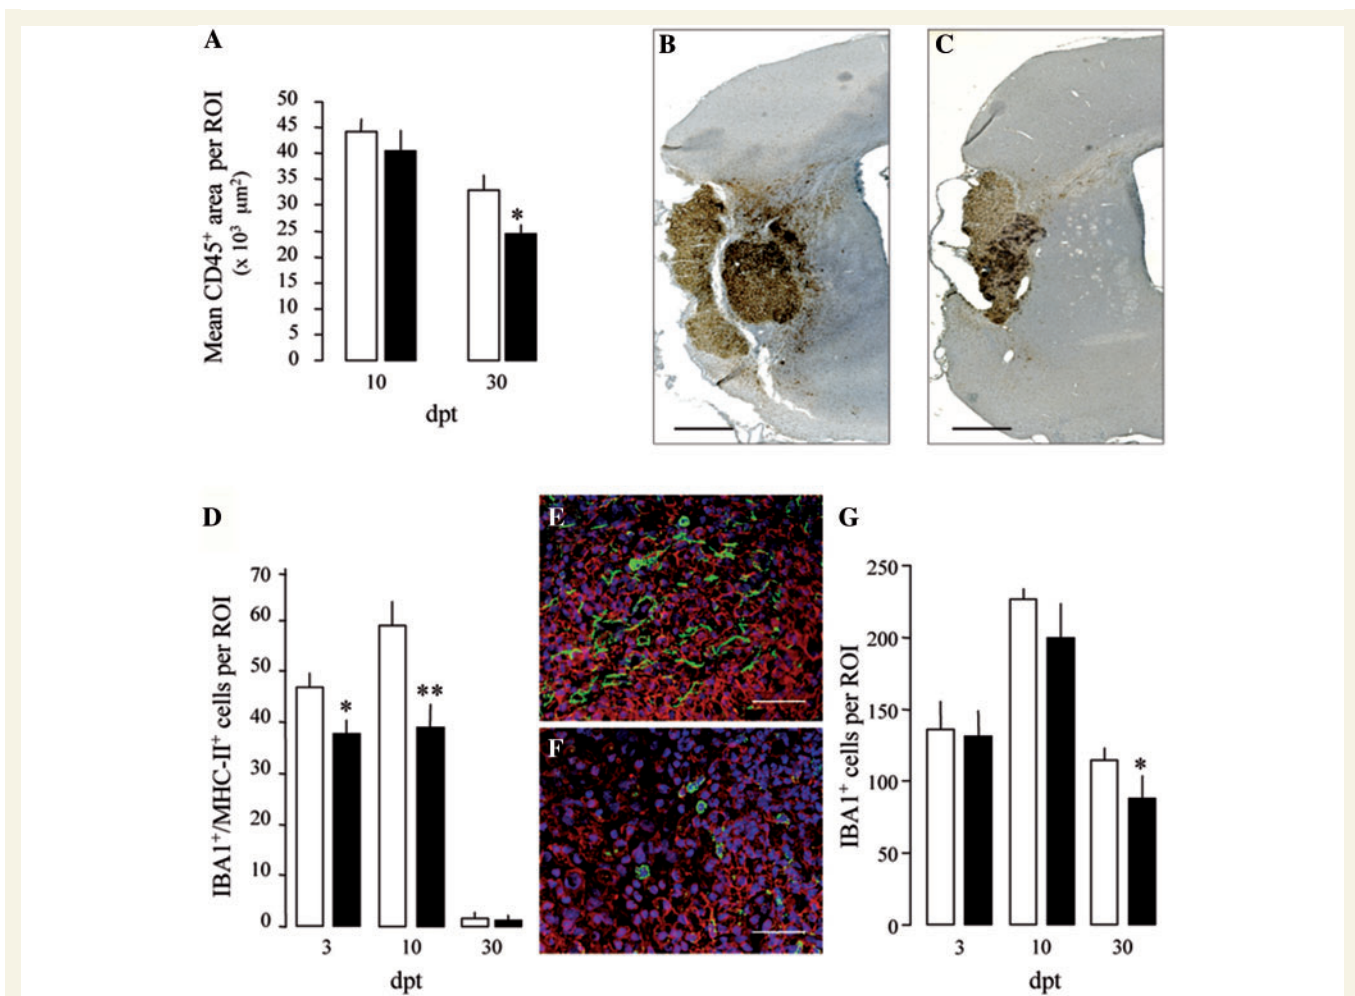 A
Mean CD45⁺ area per ROI
(x 10³ μm²)
50
45
40
35
30
25
20
15
10
5
0
*
10
30
dpt
B
C
D
IBA1⁺/MHC-II⁺ cells per ROI
70
60
50
40
30
20
10
0
*
**
3
10
30
dpt
E
F
G
IBA1⁺ cells per ROI
250
200
150
100
50
0
*
3
10
30
dpt